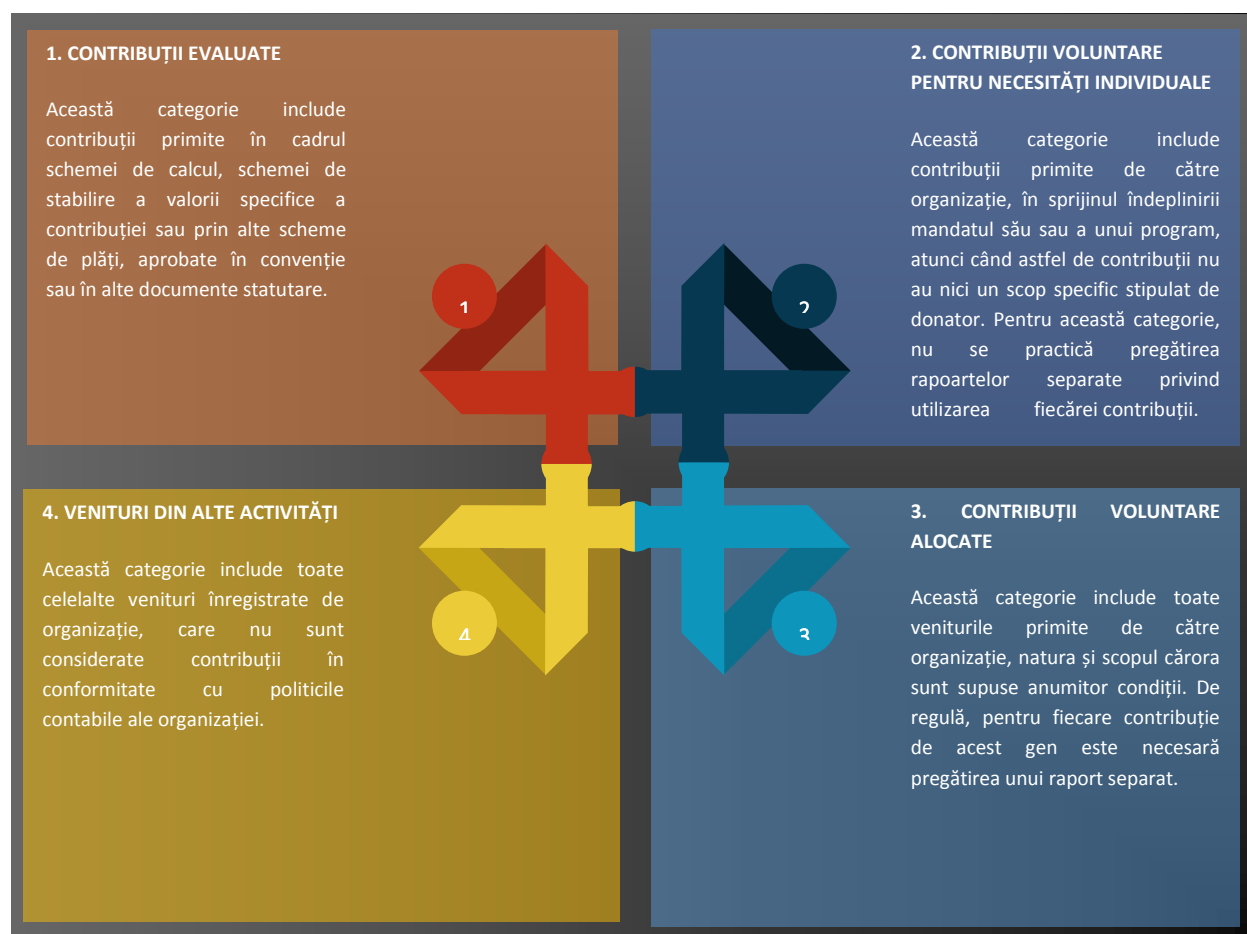 1. CONTRIBUȚII EVALUATE
Această categorie include
contribuții primite în cadrul
schemei de calcul, schemei de
stabilire a valorii specifice a
contribuției sau prin alte scheme
de plăți, aprobate în convenție
sau în alte documente statutare.
2. CONTRIBUȚII VOLUNTARE
PENTRU NECESITĂȚI INDIVIDUALE
Această categorie include
contribuții primite de către
organizație, în sprijinul îndeplinirii
mandatul său sau a unui program,
atunci când astfel de contribuții nu
au nici un scop specific stipulat de
donator. Pentru această categorie,
nu se practică pregătirea
rapoartelor separate privind
utilizarea fiecărei contribuții.
1
2
4. VENITURI DIN ALTE ACTIVITĂȚI
Această categorie include toate
celelalte venituri înregistrate de
organizație, care nu sunt
considerate contribuții în
conformitate cu politicile
contabile ale organizației.
3. CONTRIBUȚII VOLUNTARE
ALOCATE
Această categorie include toate
veniturile primite de către
organizație, natura și scopul cărora
sunt supuse anumitor condiții. De
regulă, pentru fiecare contribuție
de acest gen este necesară
pregătirea unui raport separat.
4
3